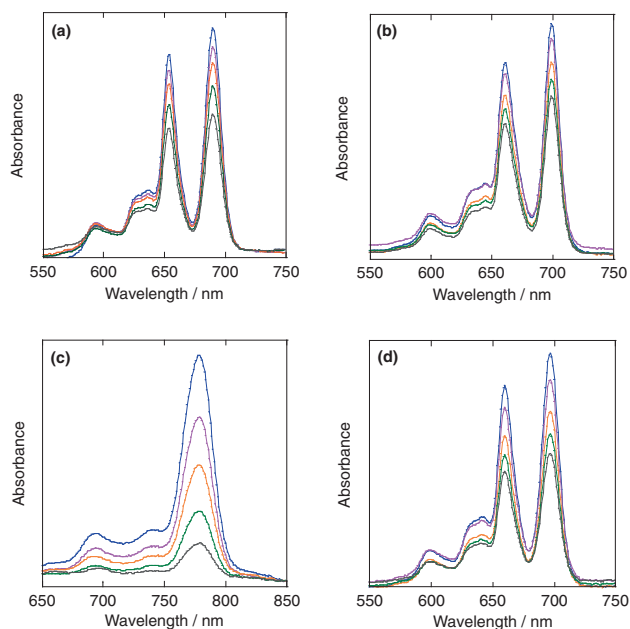 (a)
Absorbance
550 600 650 700 750
Wavelength / nm
(b)
Absorbance
550 600 650 700 750
Wavelength / nm
(c)
Absorbance
650 700 750 800 850
Wavelength / nm
(d)
Absorbance
550 600 650 700 750
Wavelength / nm